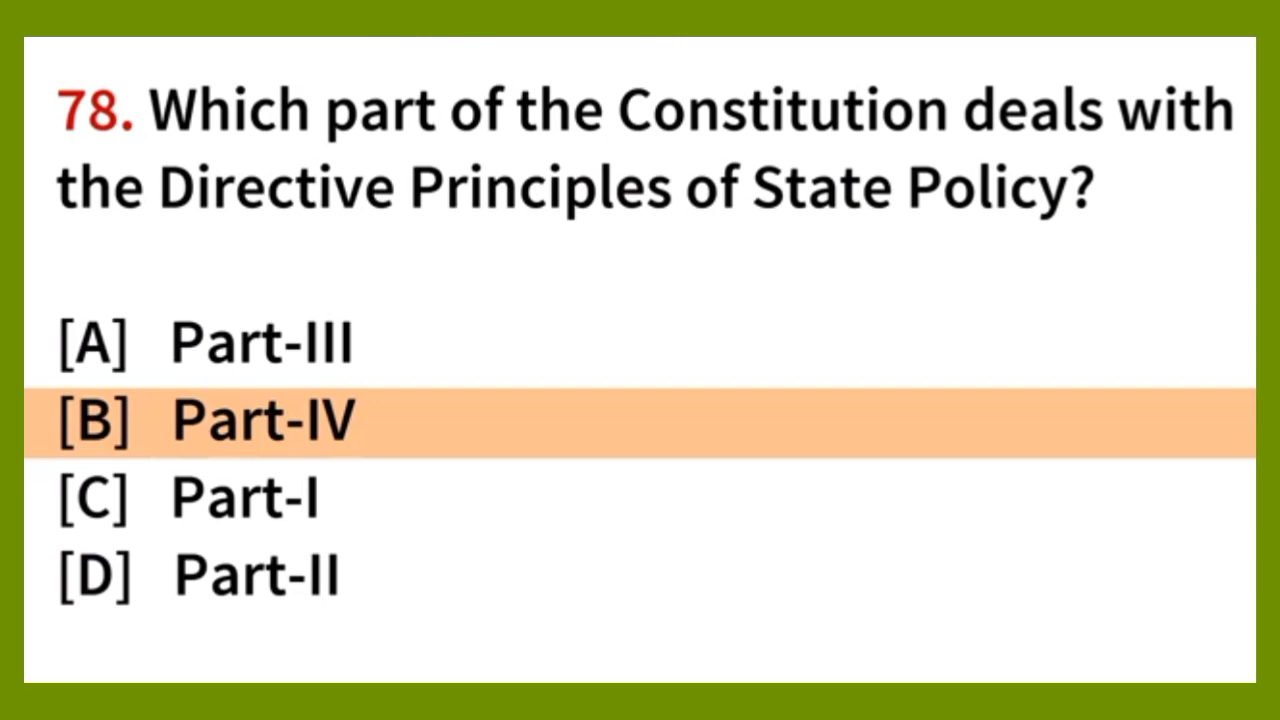 78. Which part of the Constitution deals with
the Directive Principles of State Policy?
[A] Part-III
[B] Part-IV
[C] Part-I
[D] Part-II